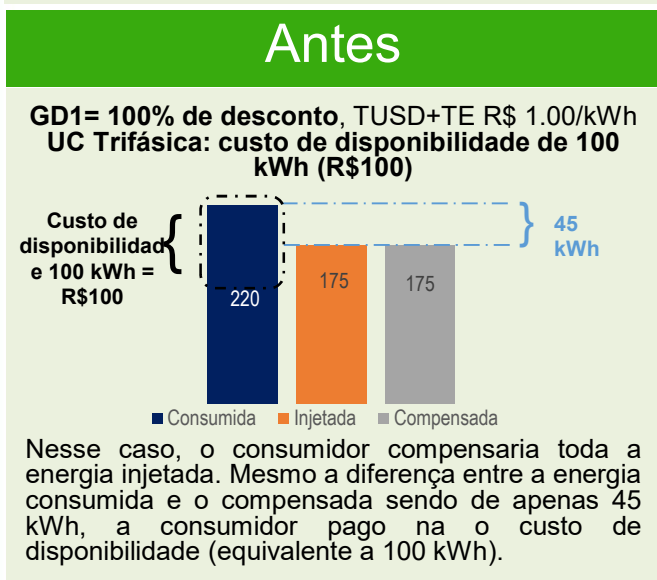 Antes
GD1= 100% de desconto, TUSD+TE R$ 1.00/kWh
UC Trifásica: custo de disponibilidade de 100
kWh (R$100)
Custo de
disponibilidad
e 100 kWh =
R$100
{
220
175
175
}
45
kWh
Consumida
Injetada
Compensada
Nesse caso, o consumidor compensaria toda a
energia injetada. Mesmo a diferença entre a energia
consumida e o compensada sendo de apenas 45
kWh, a consumidor pago na o custo de
disponibilidade (equivalente a 100 kWh).